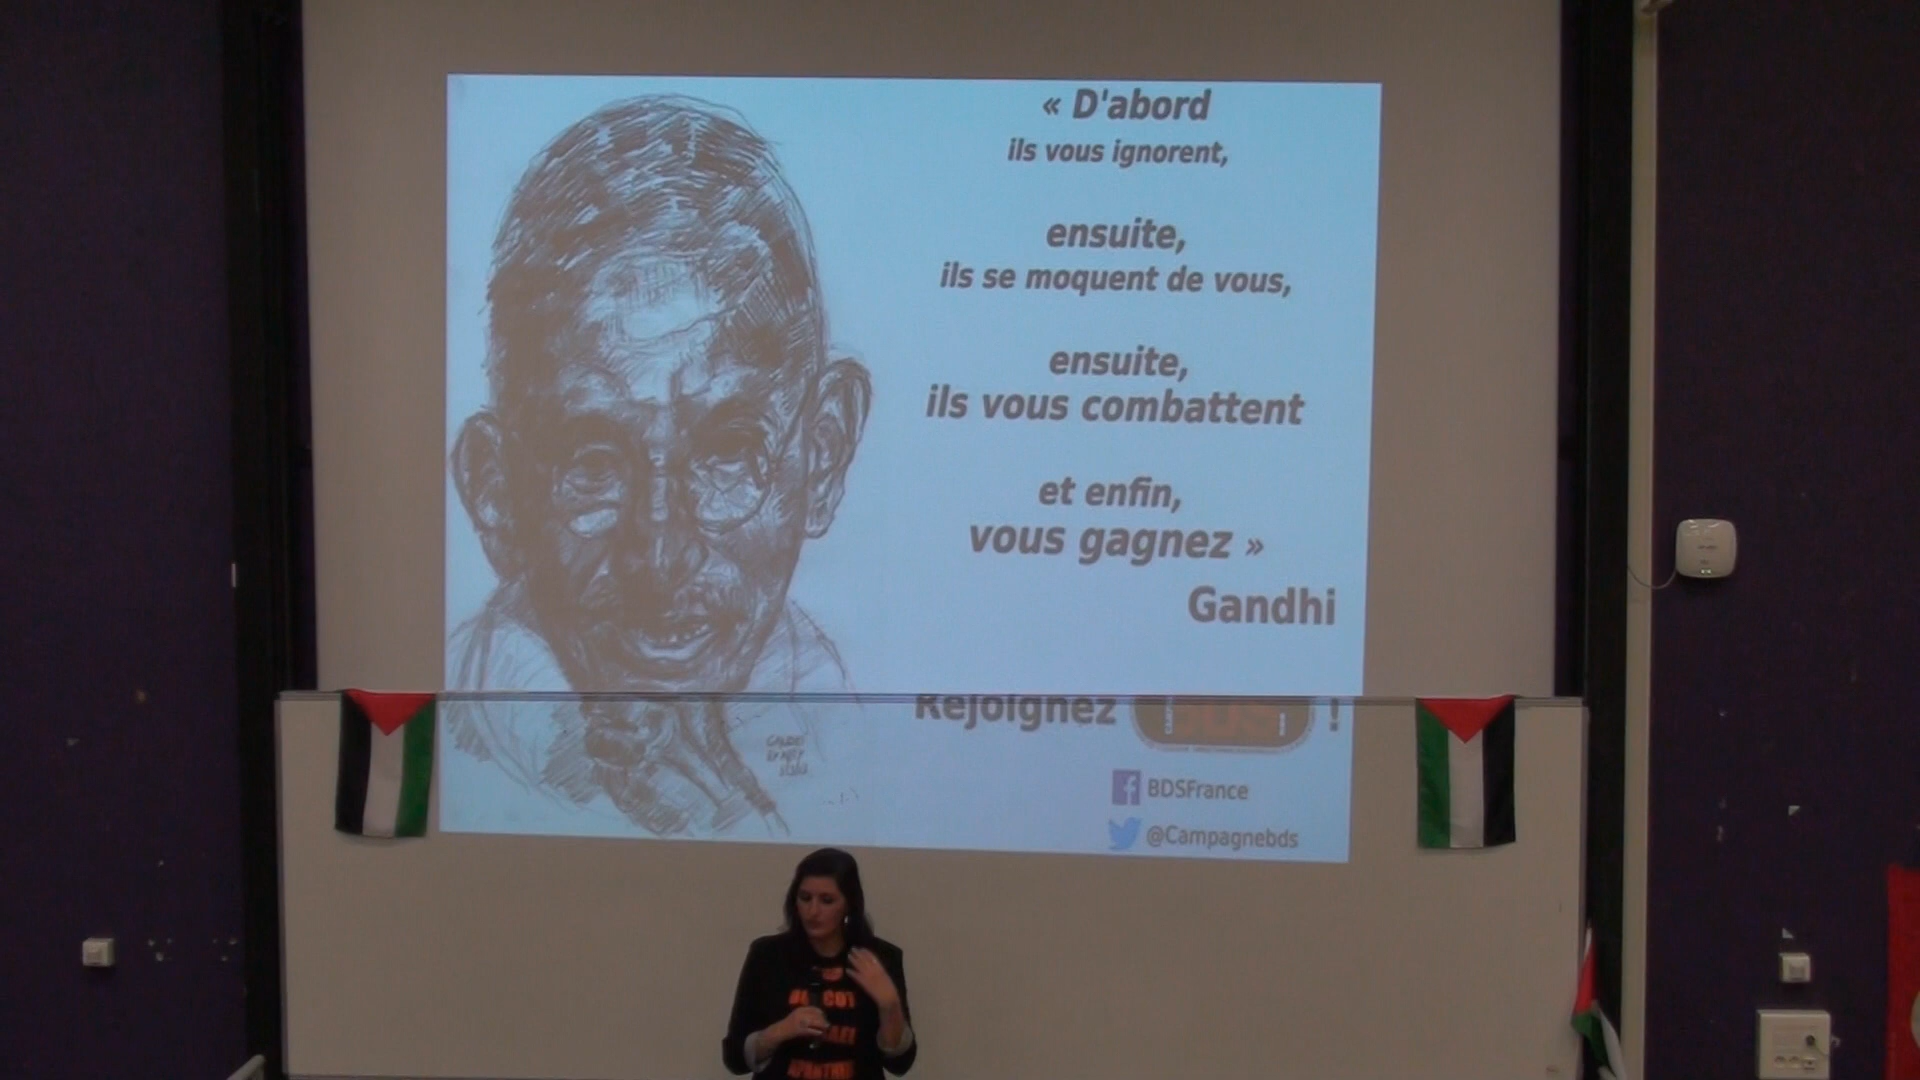 « D'abord
ils vous ignorent,
ensuite,
ils se moquent de vous,
ensuite,
ils vous combattent
et enfin,
vous gagnez »
Gandhi
Rejoignez !
BDSFrance
@Campagnebds